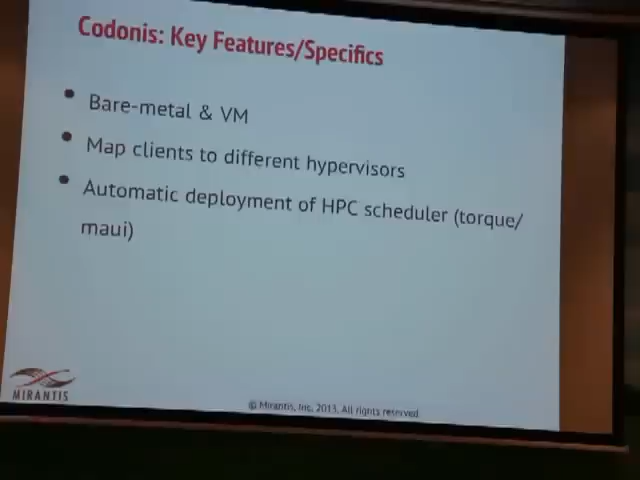 Codonis: Key Features/Specifics
• Bare-metal & VM
• Map clients to different hypervisors
• Automatic deployment of HPC scheduler (torque/
maui)
MIRANTIS
© Mirantis, Inc. 2013. All rights reserved